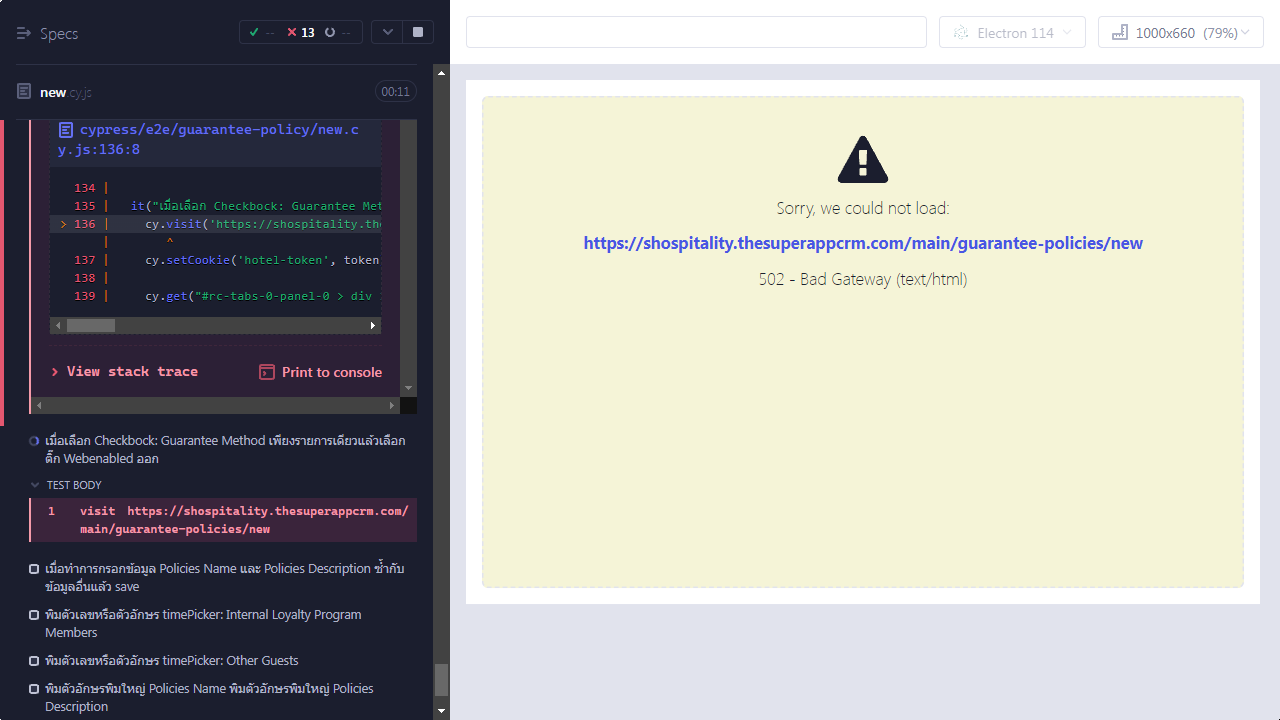 Specs
-- 13 --
new cy.js
00:11
cypress/e2e/guarantee-policy/new.c
y.js:136:8
134 |
135 | it("เมื่อเลือก Checkbock: Guarantee Met
> 136 | cy.visit('https://shospitality.the
| ^
137 | cy.setCookie('hotel-token', token
138 |
139 | cy.get("#rc-tabs-0-panel-0 > div
View stack trace
Print to console
เมื่อเลือก Checkbock: Guarantee Method เพียงรายการเดียวแล้วเลือก
ติ๊ก Webenabled ออก
TEST BODY
1 visit https://shospitality.thesuperappcrm.com/
main/guarantee-policies/new
เมื่อทำการกรอกข้อมูล Policies Name และ Policies Description ซ้ำกับ
ข้อมูลอื่นแล้ว save
พิมตัวเลขหรือตัวอักษร timePicker: Internal Loyalty Program
Members
พิมตัวเลขหรือตัวอักษร timePicker: Other Guests
พิมตัวอักษรพิมใหญ่ Policies Name พิมตัวอักษรพิมใหญ่ Policies
Description
Electron 114
1000x660 (79%)
Sorry, we could not load:
https://shospitality.thesuperappcrm.com/main/guarantee-policies/new
502 - Bad Gateway (text/html)